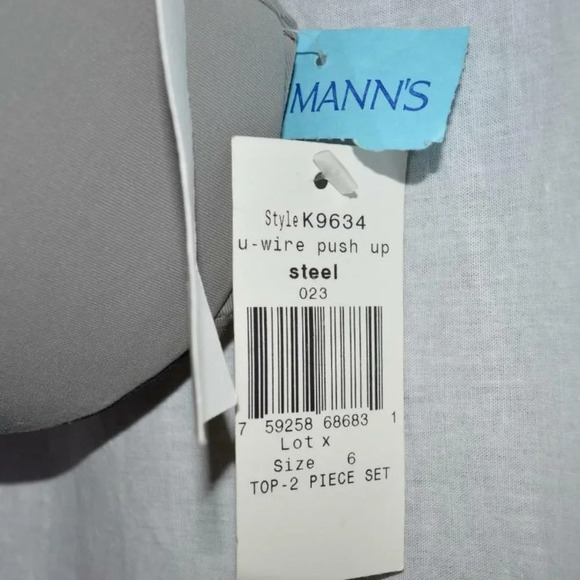 MANN'S
Style K9634
u-wire push up
steel
023
7 59258 68683 1
Lot x
Size 6
TOP-2 PIECE SET